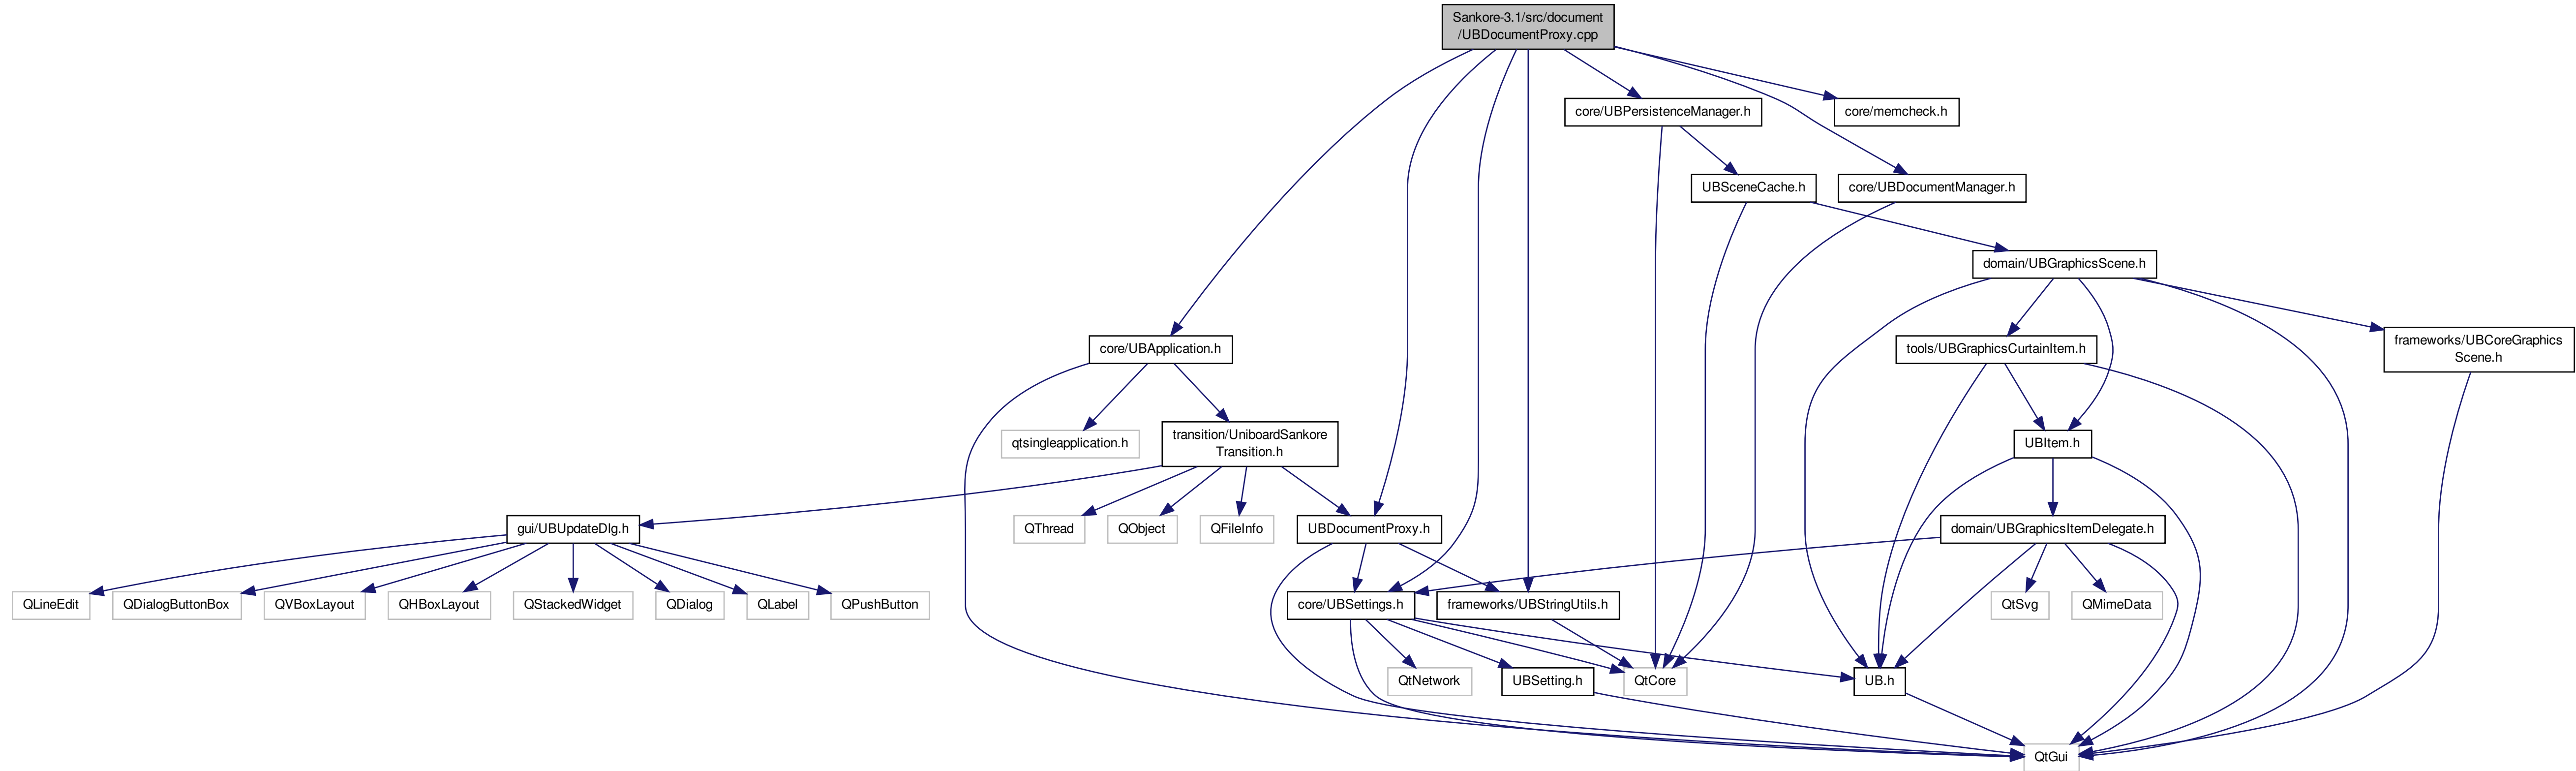 Sankore-3.1/src/document
/UBDocumentProxy.cpp
core/UBPersistenceManager.h
core/memcheck.h
UBSceneCache.h
core/UBDocumentManager.h
domain/UBGraphicsScene.h
core/UBApplication.h
tools/UBGraphicsCurtainItem.h
frameworks/UBCoreGraphics
Scene.h
qtsingleapplication.h
transition/UniboardSankore
Transition.h
UBItem.h
gui/UBUpdateDlg.h
QThread
QObject
QFileInfo
UBDocumentProxy.h
domain/UBGraphicsItemDelegate.h
QLineEdit
QDialogButtonBox
QVBoxLayout
QHBoxLayout
QStackedWidget
QDialog
QLabel
QPushButton
core/UBSettings.h
frameworks/UBStringUtils.h
QtSvg
QMimeData
QtNetwork
UBSetting.h
QtCore
UB.h
QtGui